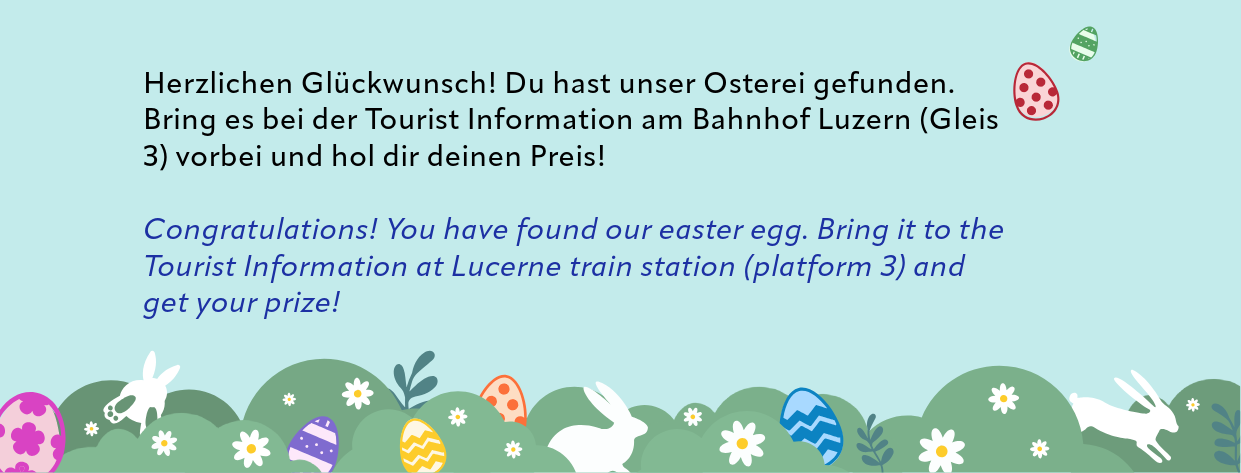 Herzlichen Glückwunsch! Du hast unser Osterei gefunden.
Bring es bei der Tourist Information am Bahnhof Luzern (Gleis
3) vorbei und hol dir deinen Preis!
Congratulations! You have found our easter egg. Bring it to the
Tourist Information at Lucerne train station (platform 3) and
get your prize!